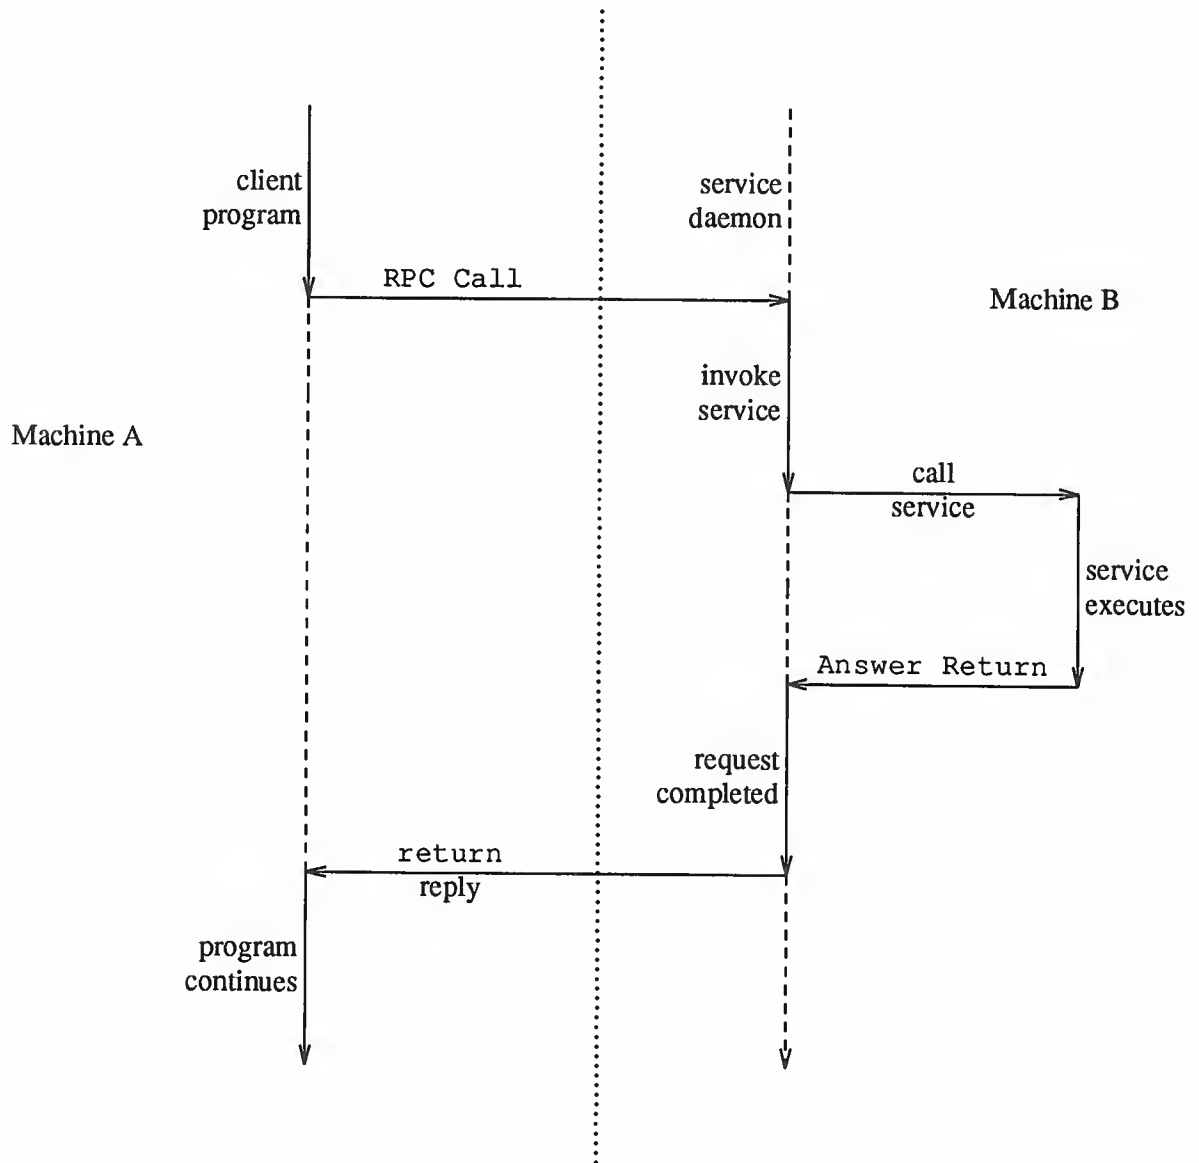 client
program
service
daemon
RPC Call
Machine B
invoke
service
Machine A
call
service
service
executes
Answer Return
request
completed
return
reply
program
continues